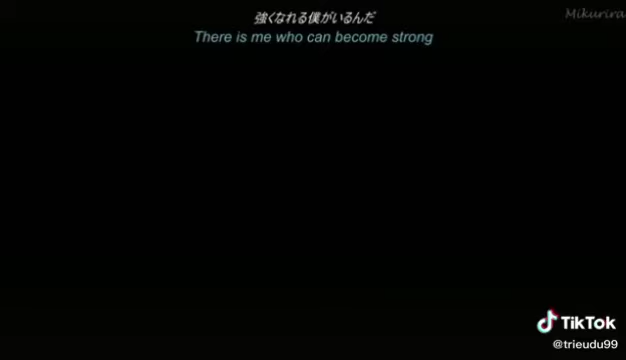 強くなれる僕がいるんだ
Mikurira
There is me who can become strong
TikTok
@trieudu99